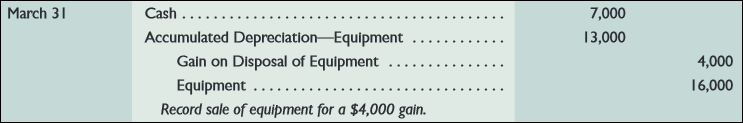 March 31 Cash . . . . . . . . . . . . . . . . . . . . . . . . . . . . . . . . . . . . . . . . 7,000
Accumulated Depreciation—Equipment . . . . . . . . . . . 13,000
Gain on Disposal of Equipment . . . . . . . . . . . . . . 4,000
Equipment . . . . . . . . . . . . . . . . . . . . . . . . . . . . . . . 16,000
Record sale of equipment for a $4,000 gain.